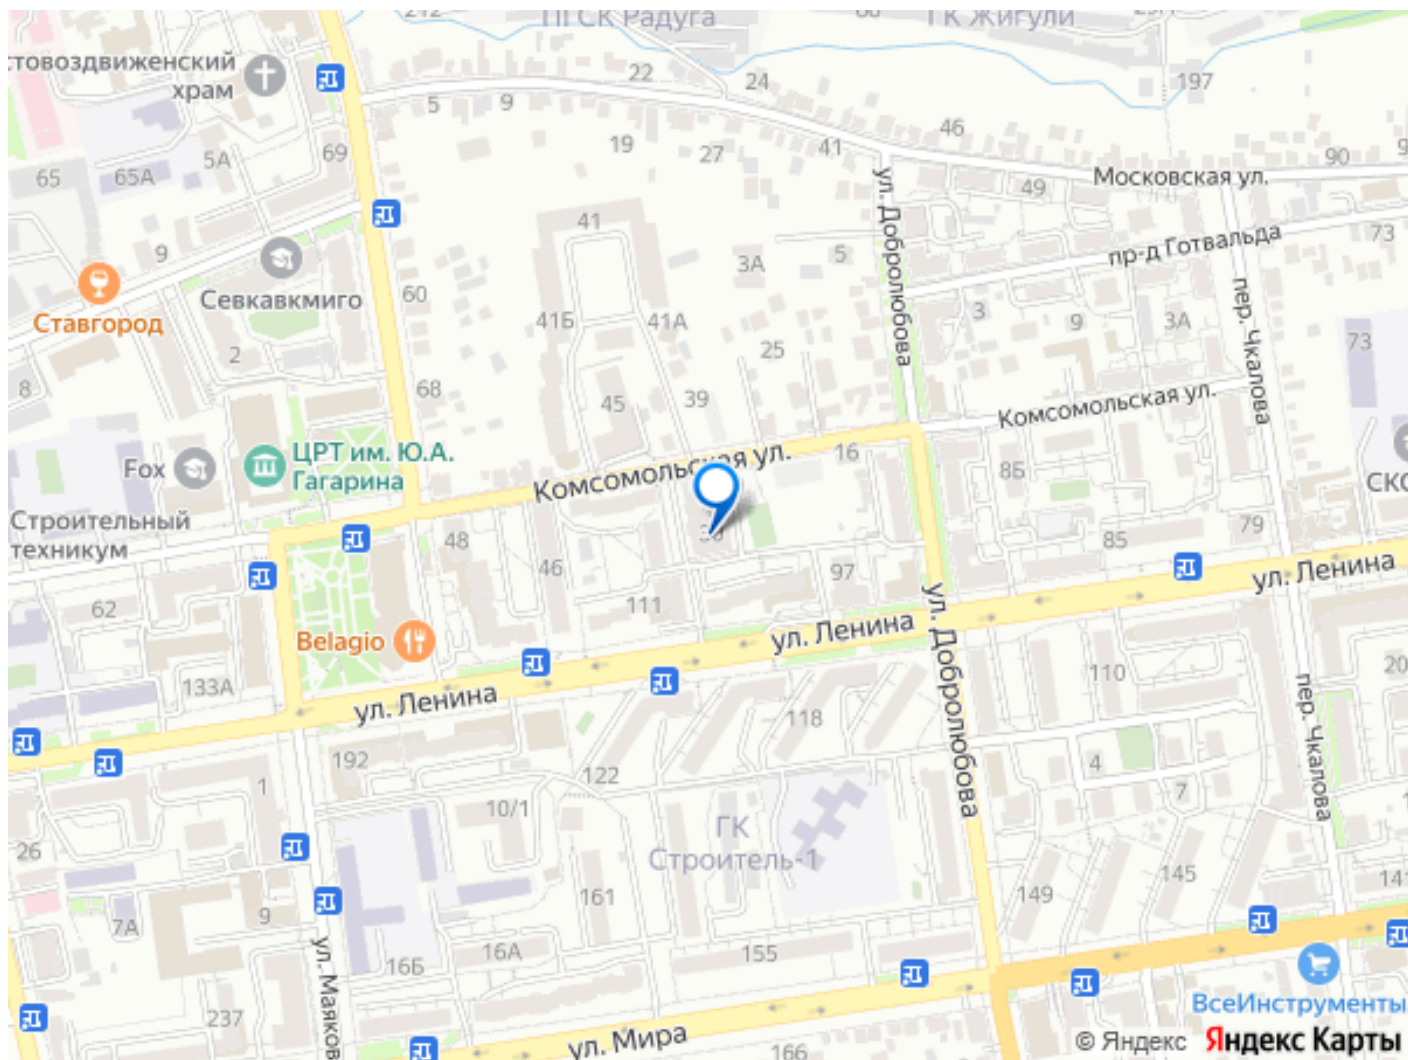 ПГСК Радуга
ГК Жигули
212
стовоздвиженский
храм
22
24
197
5
9
46
19
27
41
90
69
5А
65
65А
Московская ул.
49
ул. Добролюбова
41
73
пр-д Готвальда
9
Севкавкмиго
60
3А
5
Ставгород
41Б
41А
3
9
3А
пер. Чкалова
73
2
25
8
68
45
39
Комсомольская ул.
ЦРТ им. Ю.А.
Гагарина
Fox
Комсомольская ул.
16
8Б
Строительный
техникум
48
79
85
46
97
ул. Ленина
62
111
Belagio
ул. Ленина
ул. Добролюбова
110
20
133А
ул. Ленина
118
пер. Чкалова
192
122
1
4
7
10/1
ГК
Строитель-1
26
161
149
145
141
7А
9
16А
16Б
155
ул. Маяков
237
ВсеИнструменты
ул. Мира
166
© Яндекс
Яндекс Карты